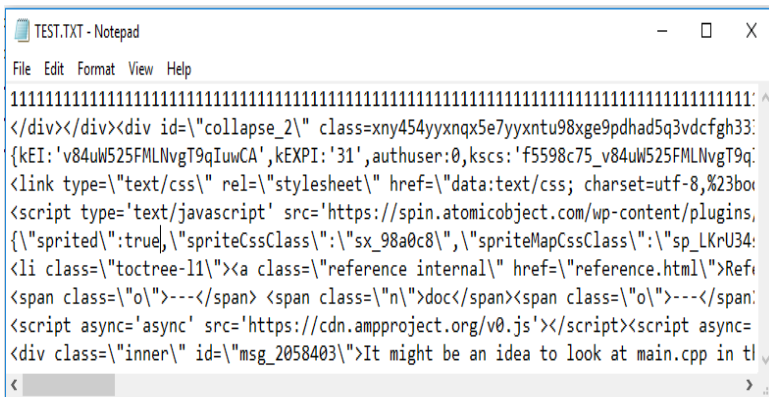 TEST.TXT - Notepad
File Edit Format View Help
111111111111111111111111111111111111111111111111111111111111111111111111111111111111
</div></div><div id=\"collapse_2\" class=xny454yyxnqx5e7yyxntu98xge9pdhad5q3vdcfgh33
{kEI:'v84uW525FMLNvgT9qIuwCA',kEXPI:'31',authuser:0,kscs:'f5598c75_v84uW525FMLNvgT9q
<link type=\"text/css\" rel=\"stylesheet\" href=\"data:text/css; charset=utf-8,%23bo
<script type='text/javascript' src='https://spin.atomicobject.com/wp-content/plugins/
{\"sprited\":true,\"spriteCssClass\":\"sx_98a0c8\",\"spriteMapCssClass\":\"sp_LKrU34
<li class=\"toctree-l1\"><a class=\"reference internal\" href=\"reference.html\">Ref
<span class=\"o\">---</span> <span class=\"n\">doc</span><span class=\"o\">---</span
<script async='async' src='https://cdn.ampproject.org/v0.js'></script><script async=
<div class=\"inner\" id=\"msg_2058403\">It might be an idea to look at main.cpp in t